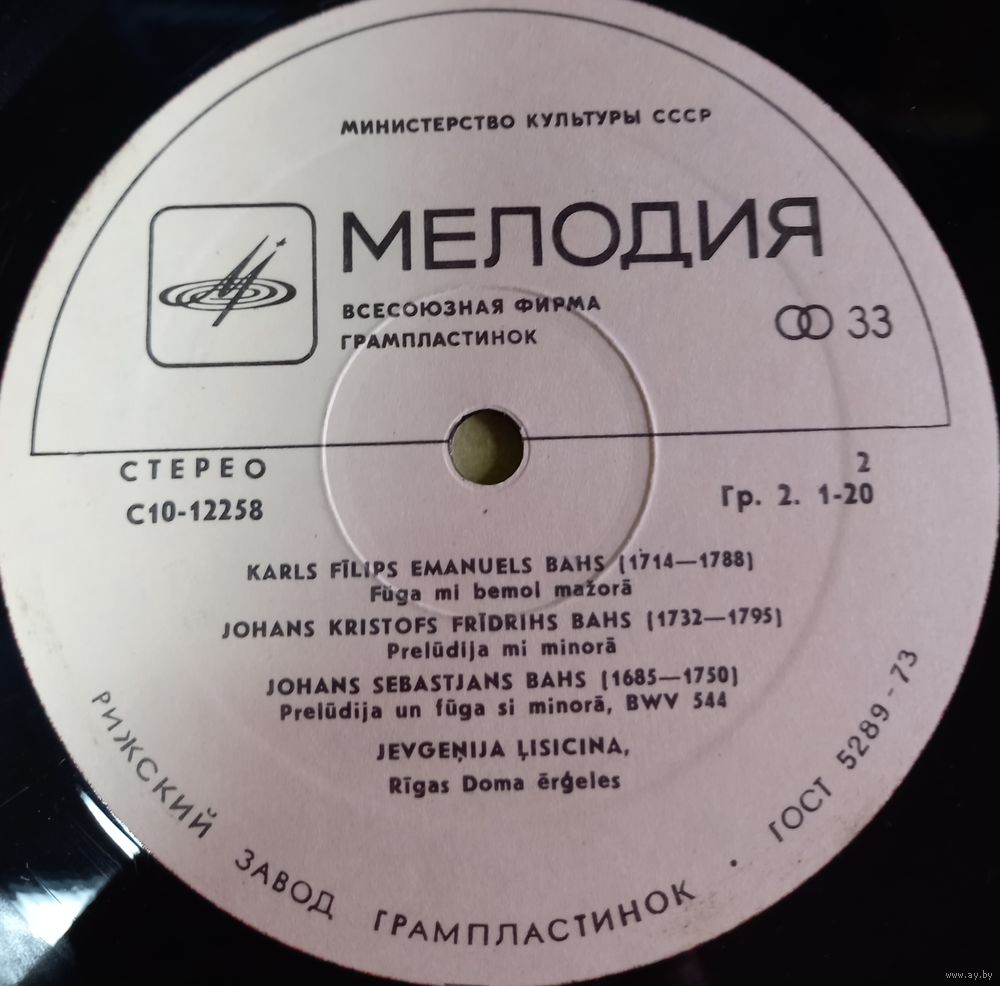 МИНИСТЕРСТВО КУЛЬТУРЫ СССР
МЕЛОДИЯ
ВСЕСОЮЗНАЯ ФИРМА
ГРАМПЛАСТИНОК
33
СТЕРЕО
С10-12258
2
Гр. 2. 1-20
KARLS FĪLIPS EMANUELS BAHS (1714—1788)
Fūga mi bemol mažorā
JOHANS KRISTOFS FRĪDRIHS BAHS (1732—1795)
Prelūdija mi minorā
JOHANS SEBASTJANS BAHS (1685—1750)
Prelūdija un fūga si minorā, BWV 544
JEVGEŅIJA ĻISICINA,
Rīgas Doma ērģeles
РИЖСКИЙ ЗАВОД ГРАМПЛАСТИНОК · ГОСТ 5289-73
www.ay.by